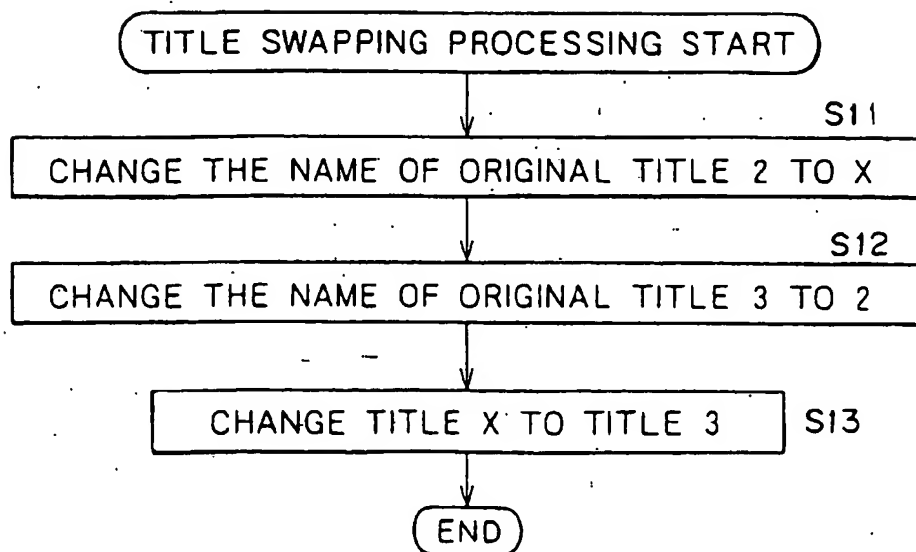 TITLE SWAPPING PROCESSING START
S11
CHANGE THE NAME OF ORIGINAL TITLE 2 TO X
S12
CHANGE THE NAME OF ORIGINAL TITLE 3 TO 2
CHANGE TITLE X TO TITLE 3 S13
END